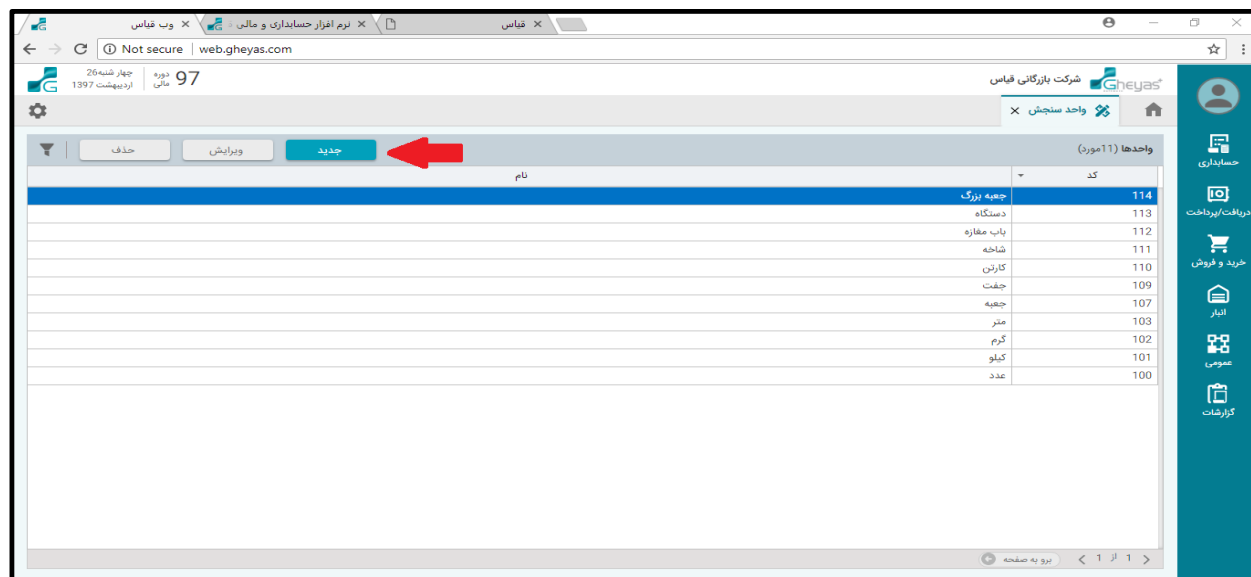 وب قیاس
نرم افزار حسابداری و مالی
قیاس
Not secure | web.gheyas.com
شرکت بازرگانی قیاس
Gheyas
97 دوره مالی
چهار شنبه26
اردیبهشت 1397
واحد سنجش
واحدها (11مورد)
جدید
ویرایش
حذف
کد نام
114 جعبه بزرگ
113 دستگاه
112 باب مغازه
111 شاخه
110 کارتن
109 جفت
107 جعبه
103 متر
102 گرم
101 کیلو
100 عدد
1 از 1
برو به صفحه
حسابداری
دریافت/پرداخت
خرید و فروش
انبار
عمومی
گزارشات